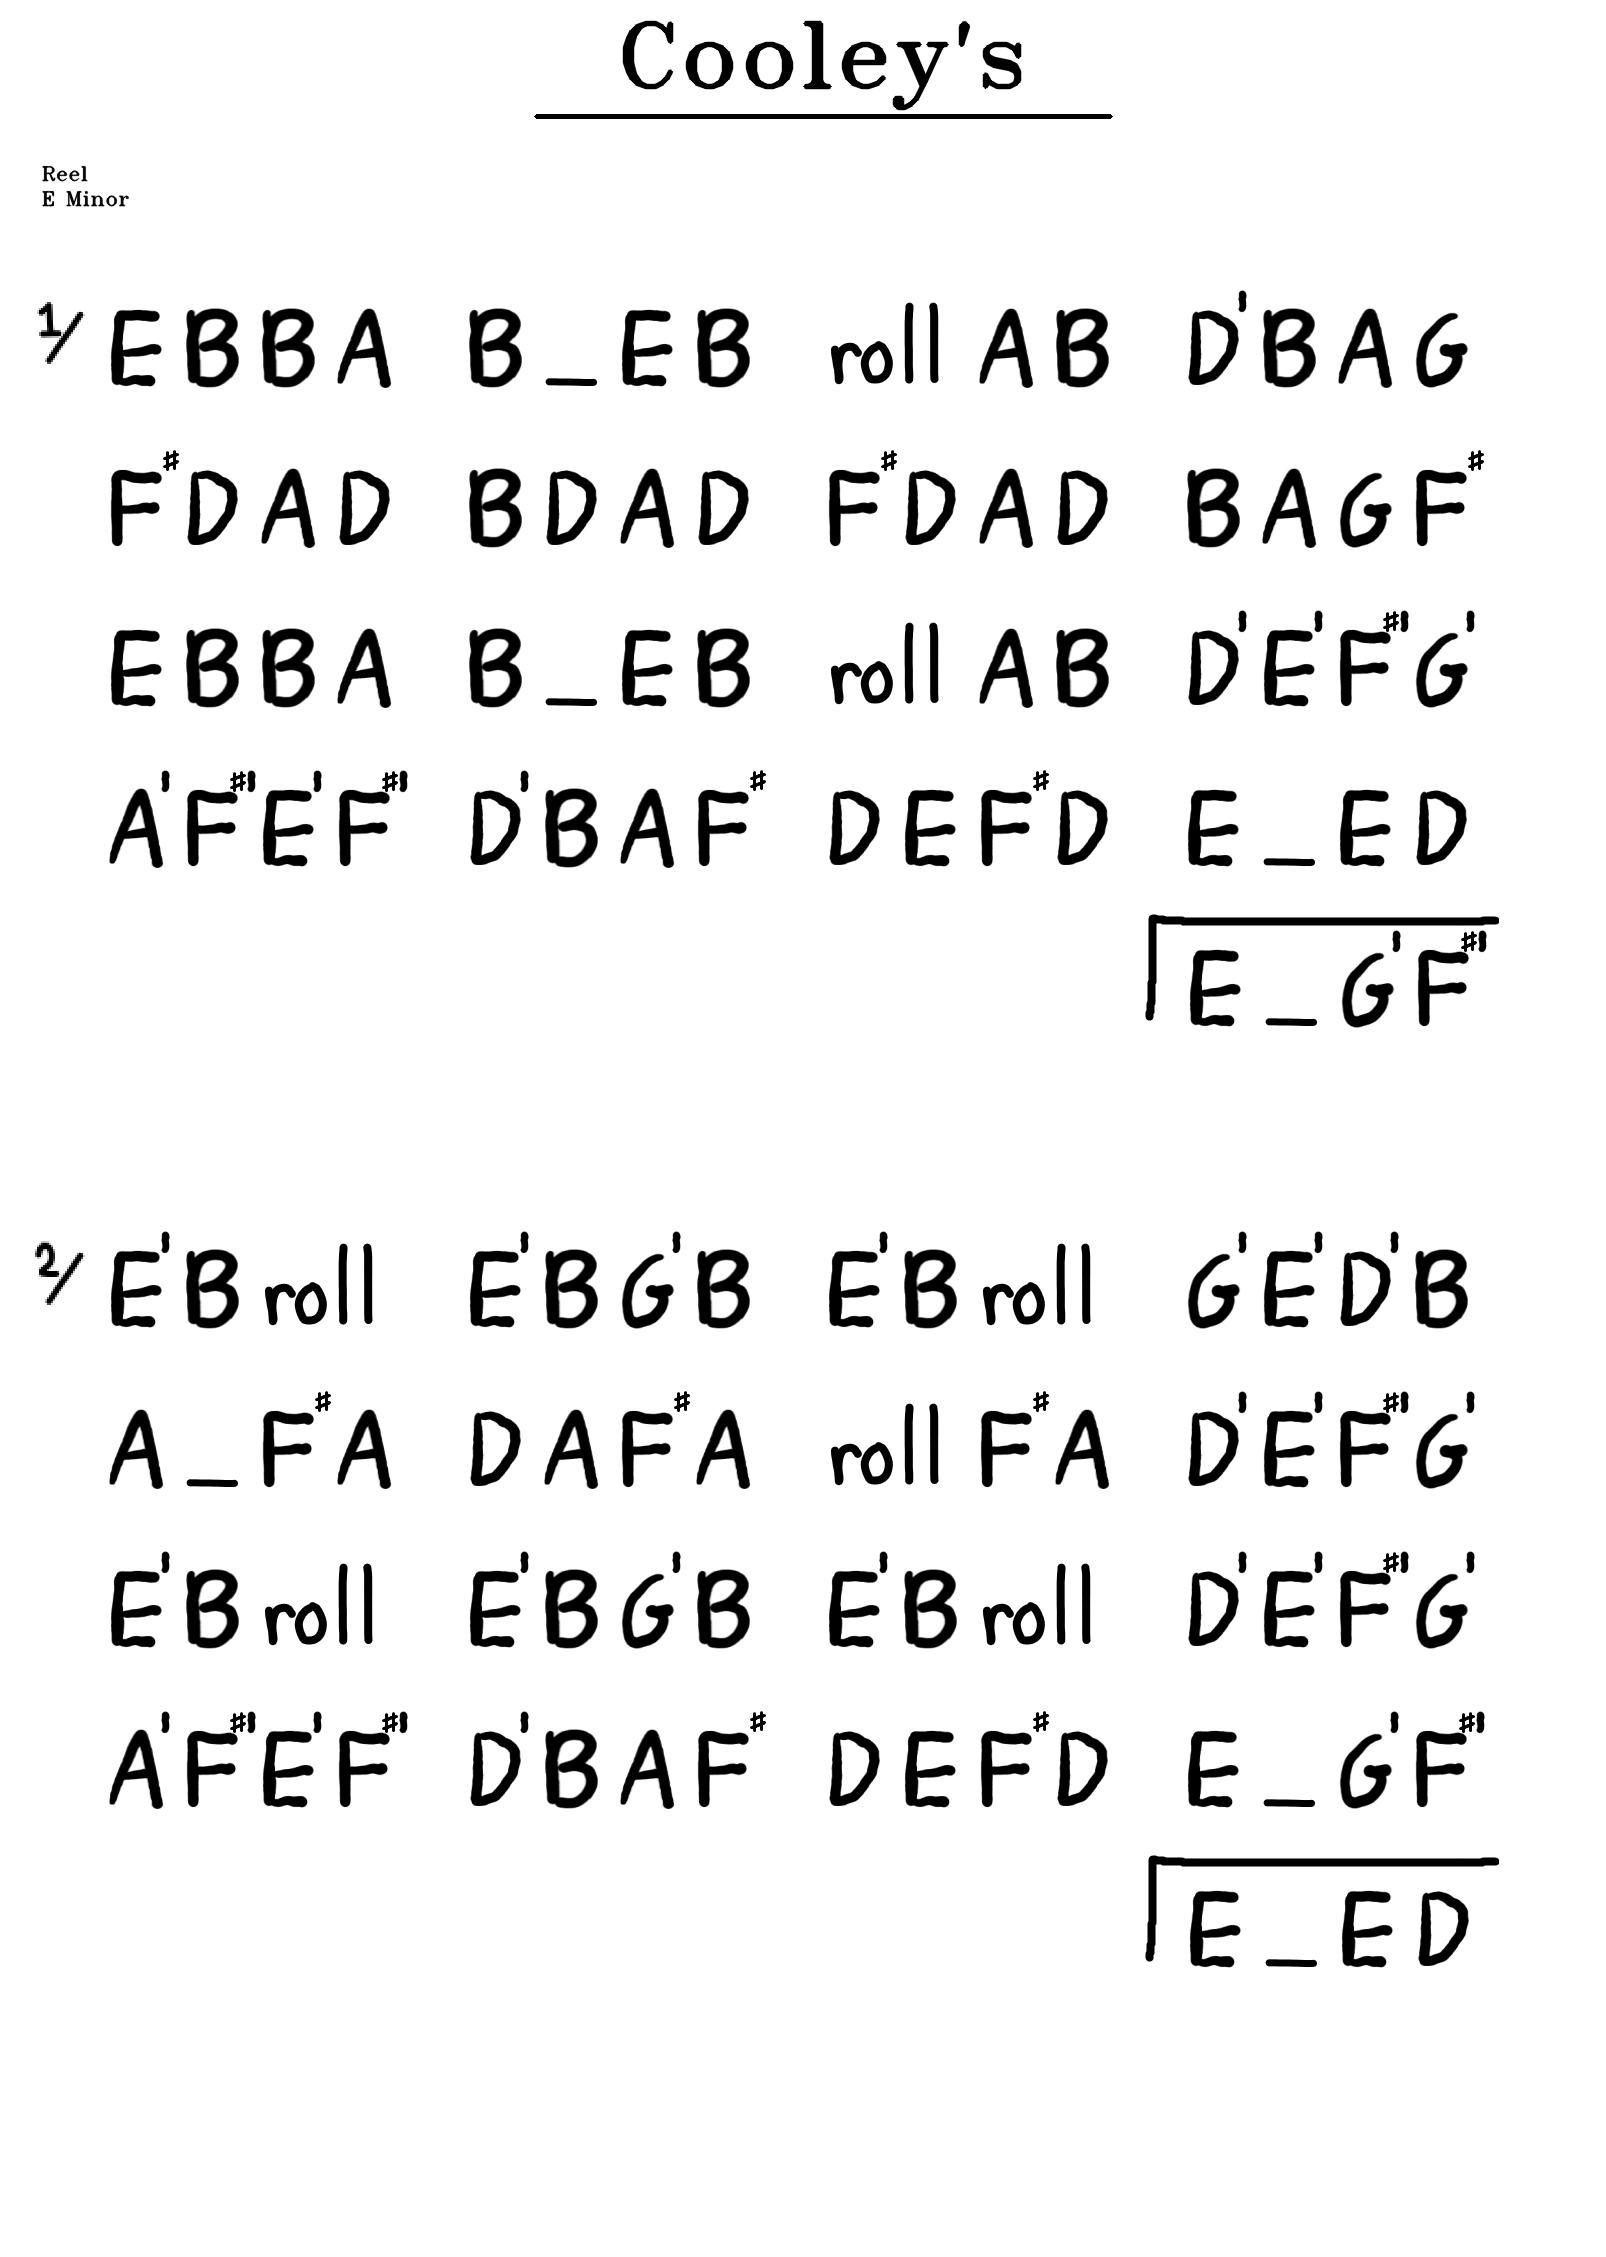 Cooley's
Reel
E Minor
1/ EBBA B_EB roll AB D'BAG
F♯DAD BDAD F♯DAD BAGF♯
EBBA B_EB roll AB D'E'F♯'G'
A'F♯'E'F♯' D'BAF♯ DEF♯D E_ED
E_G'F♯'
2/ E'B roll E'BG'B E'B roll G'E'D'B
A_F♯A DAF♯A roll F♯A D'E'F♯'G'
E'B roll E'BG'B E'B roll D'E'F♯'G'
A'F♯'E'F♯' D'BAF♯ DEF♯D E_G'F♯'
E_ED